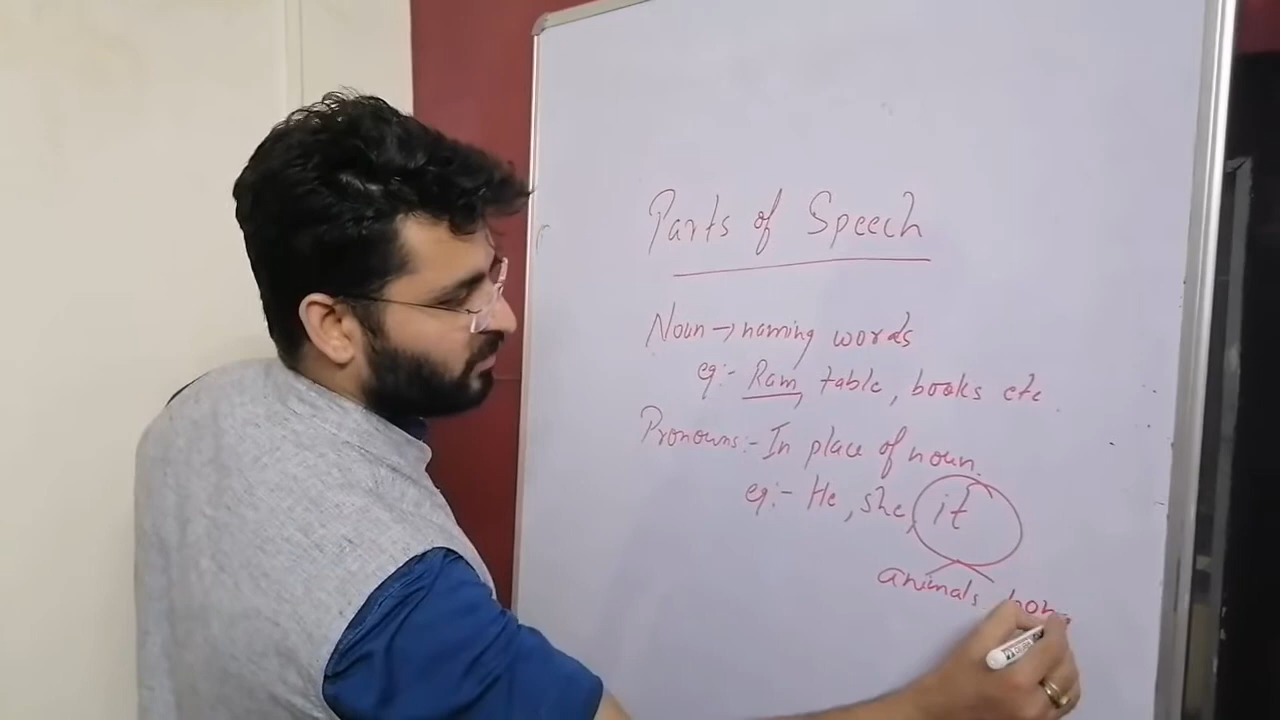 Parts of Speech
Noun → naming words
eg:- Ram, table, books etc.
Pronouns:- In place of noun.
eg:- He, she, it
animals non-